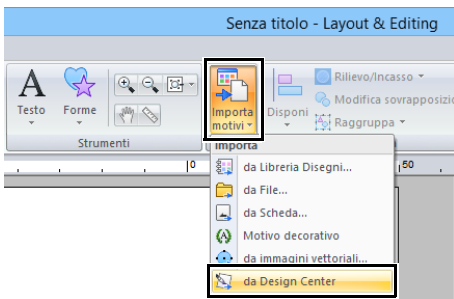 Senza titolo - Layout & Editing
Testo
Forme
Strumenti
Importa
motivi
Disponi
Rilievo/Incasso
Modifica sovrapposizio
Raggruppa
Importa
da Libreria Disegni...
da File...
da Scheda...
Motivo decorativo
da immagini vettoriali...
da Design Center
0
50